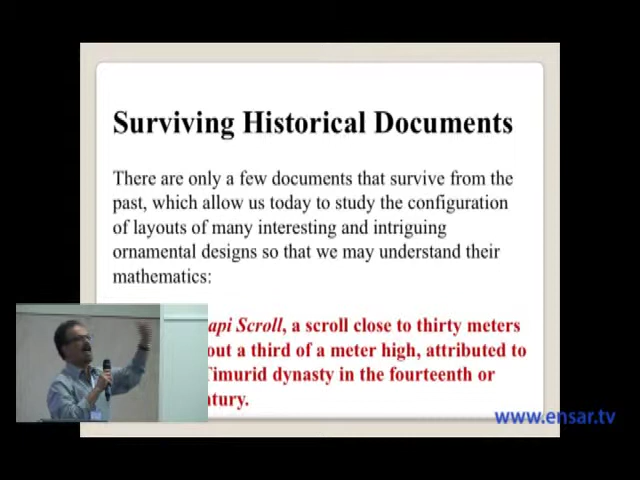 Surviving Historical Documents
There are only a few documents that survive from the
past, which allow us today to study the configuration
of layouts of many interesting and intriguing
ornamental designs so that we may understand their
mathematics:
Scroll, a scroll close to thirty meters
a third of a meter high, attributed to
Timurid dynasty in the fourteenth or
www.ensar.tv